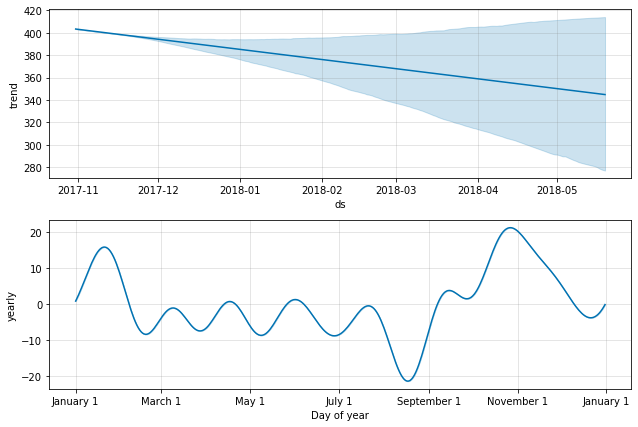 420
400
380
360
340
320
300
280
trend
2017-11 2017-12 2018-01 2018-02 2018-03 2018-04 2018-05
ds
20
10
0
−10
−20
yearly
January 1 March 1 May 1 July 1 September 1 November 1 January 1
Day of year